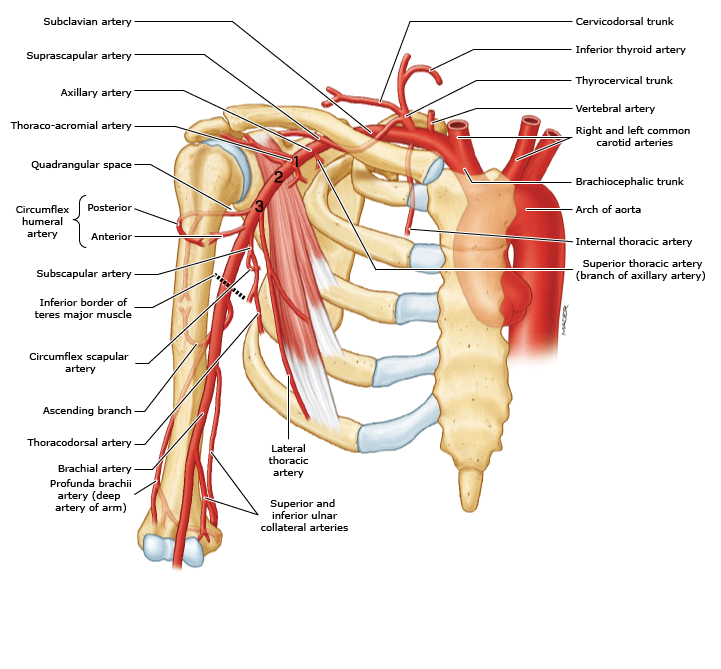 Subclavian artery
Suprascapular artery
Axillary artery
Thoraco-acromial artery
Quadrangular space
Circumflex
humeral
artery
Posterior
Anterior
Subscapular artery
Inferior border of
teres major muscle
Circumflex scapular
artery
Ascending branch
Thoracodorsal artery
Brachial artery
Profunda brachii
artery (deep
artery of arm)
1
2
3
Lateral
thoracic
artery
Superior and
inferior ulnar
collateral arteries
Cervicodorsal trunk
Inferior thyroid artery
Thyrocervical trunk
Vertebral artery
Right and left common
carotid arteries
Brachiocephalic trunk
Arch of aorta
Internal thoracic artery
Superior thoracic artery
(branch of axillary artery)
MAOER